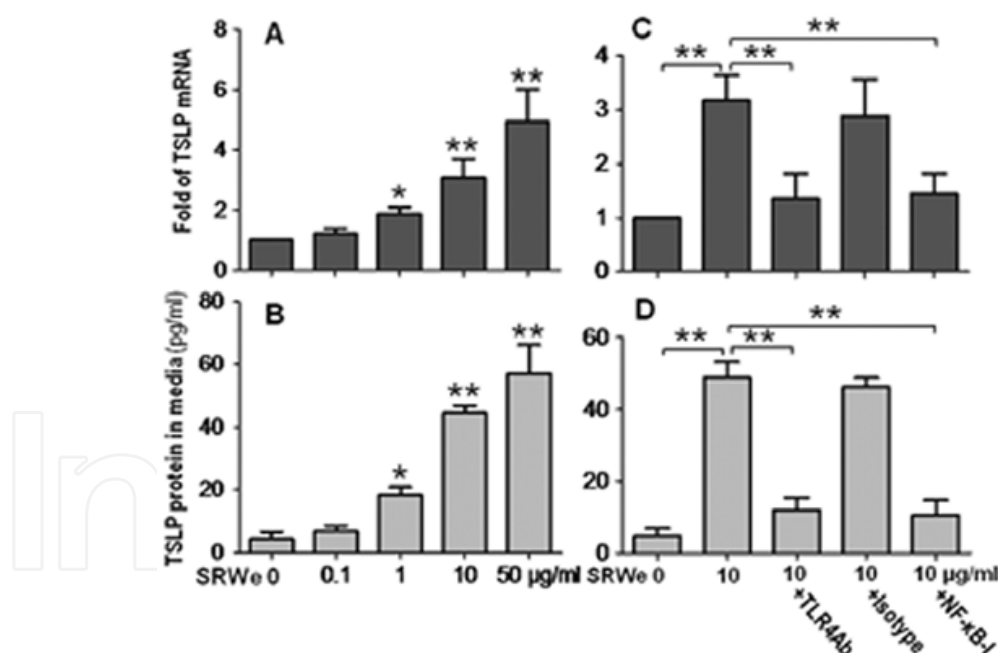 A
Fold of TSLP mRNA
8
6
4
2
0
*
**
**
C
4
3
2
1
0
**
**
**
B
TSLP protein in media (pg/ml)
80
60
40
20
0
*
**
**
SRWe 0 0.1 1 10 50 µg/ml
D
60
40
20
0
**
**
**
SRWe 0 10 10 10 10 µg/ml
+TLR4Ab
+Isotype
+NF-κB-I
In